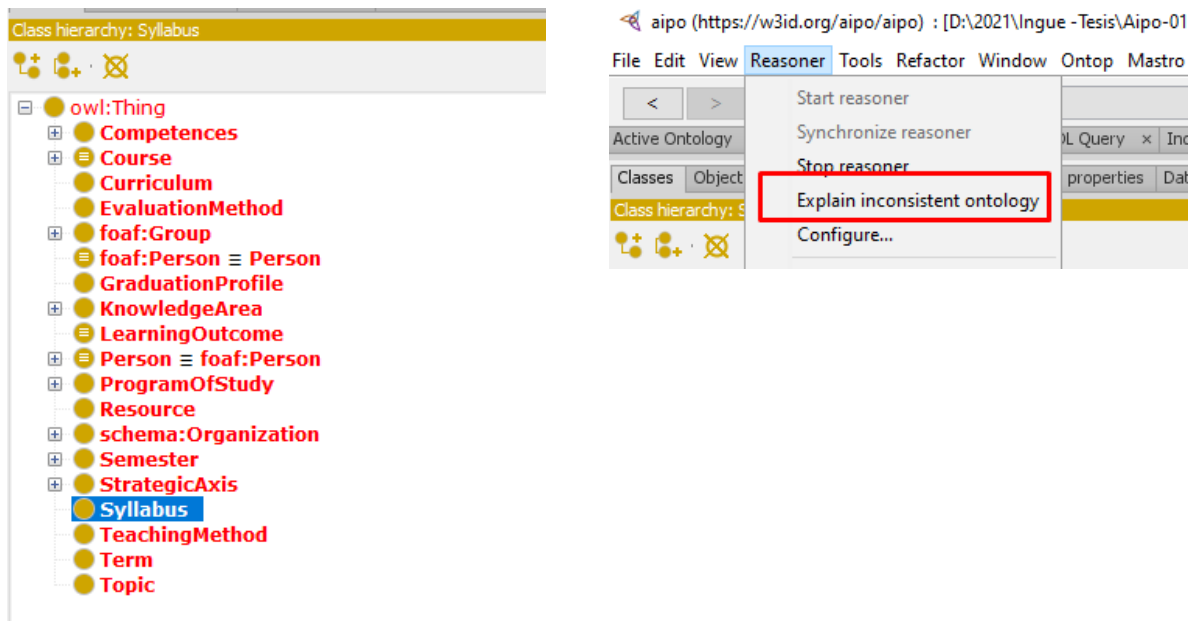 Class hierarchy: Syllabus
owl:Thing
Competences
Course
Curriculum
EvaluationMethod
foaf:Group
foaf:Person ≡ Person
GraduationProfile
KnowledgeArea
LearningOutcome
Person ≡ foaf:Person
ProgramOfStudy
Resource
schema:Organization
Semester
StrategicAxis
Syllabus
TeachingMethod
Term
Topic
aipo (https://w3id.org/aipo/aipo) : [D:\2021\Ingue -Tesis\Aipo-01
File Edit View Reasoner Tools Refactor Window Ontop Mastro
< > Start reasoner
Active Ontology Synchronize reasoner L Query × Ind
Stop reasoner
Classes Object properties Dat
Explain inconsistent ontology
Class hierarchy: S
Configure...